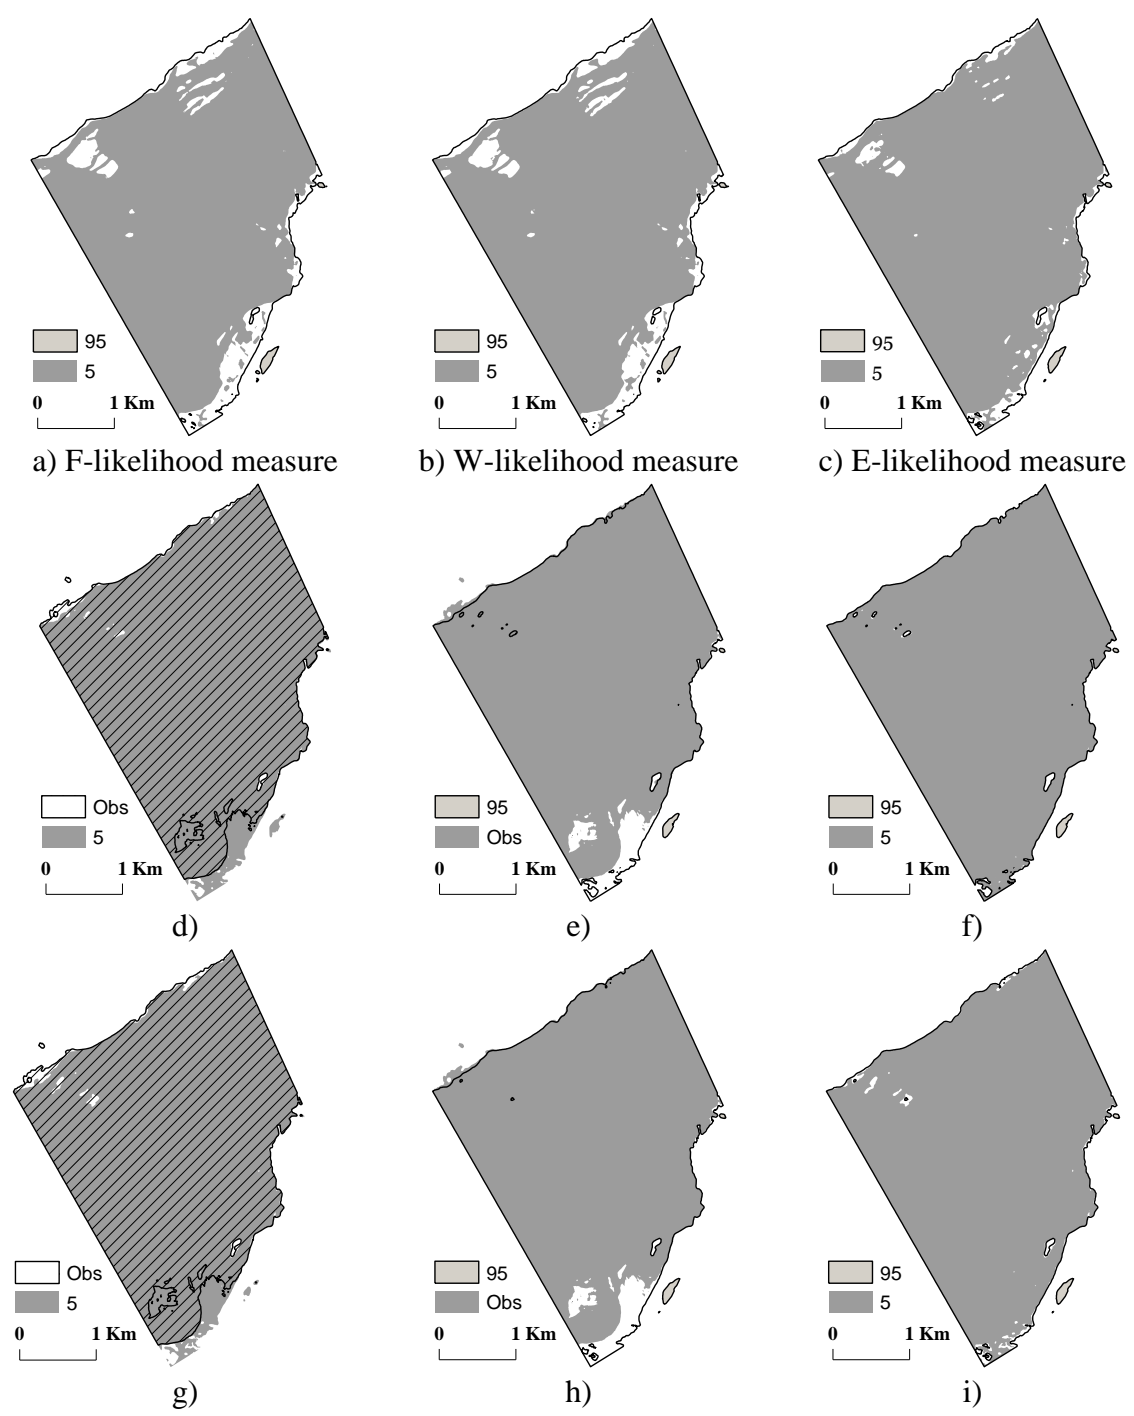 95
5
0 1 Km
95
5
0 1 Km
95
5
0 1 Km
a) F-likelihood measure
b) W-likelihood measure
c) E-likelihood measure
Obs
5
0 1 Km
95
Obs
0 1 Km
95
5
0 1 Km
d)
e)
f)
Obs
5
0 1 Km
95
Obs
0 1 Km
95
5
0 1 Km
g)
h)
i)